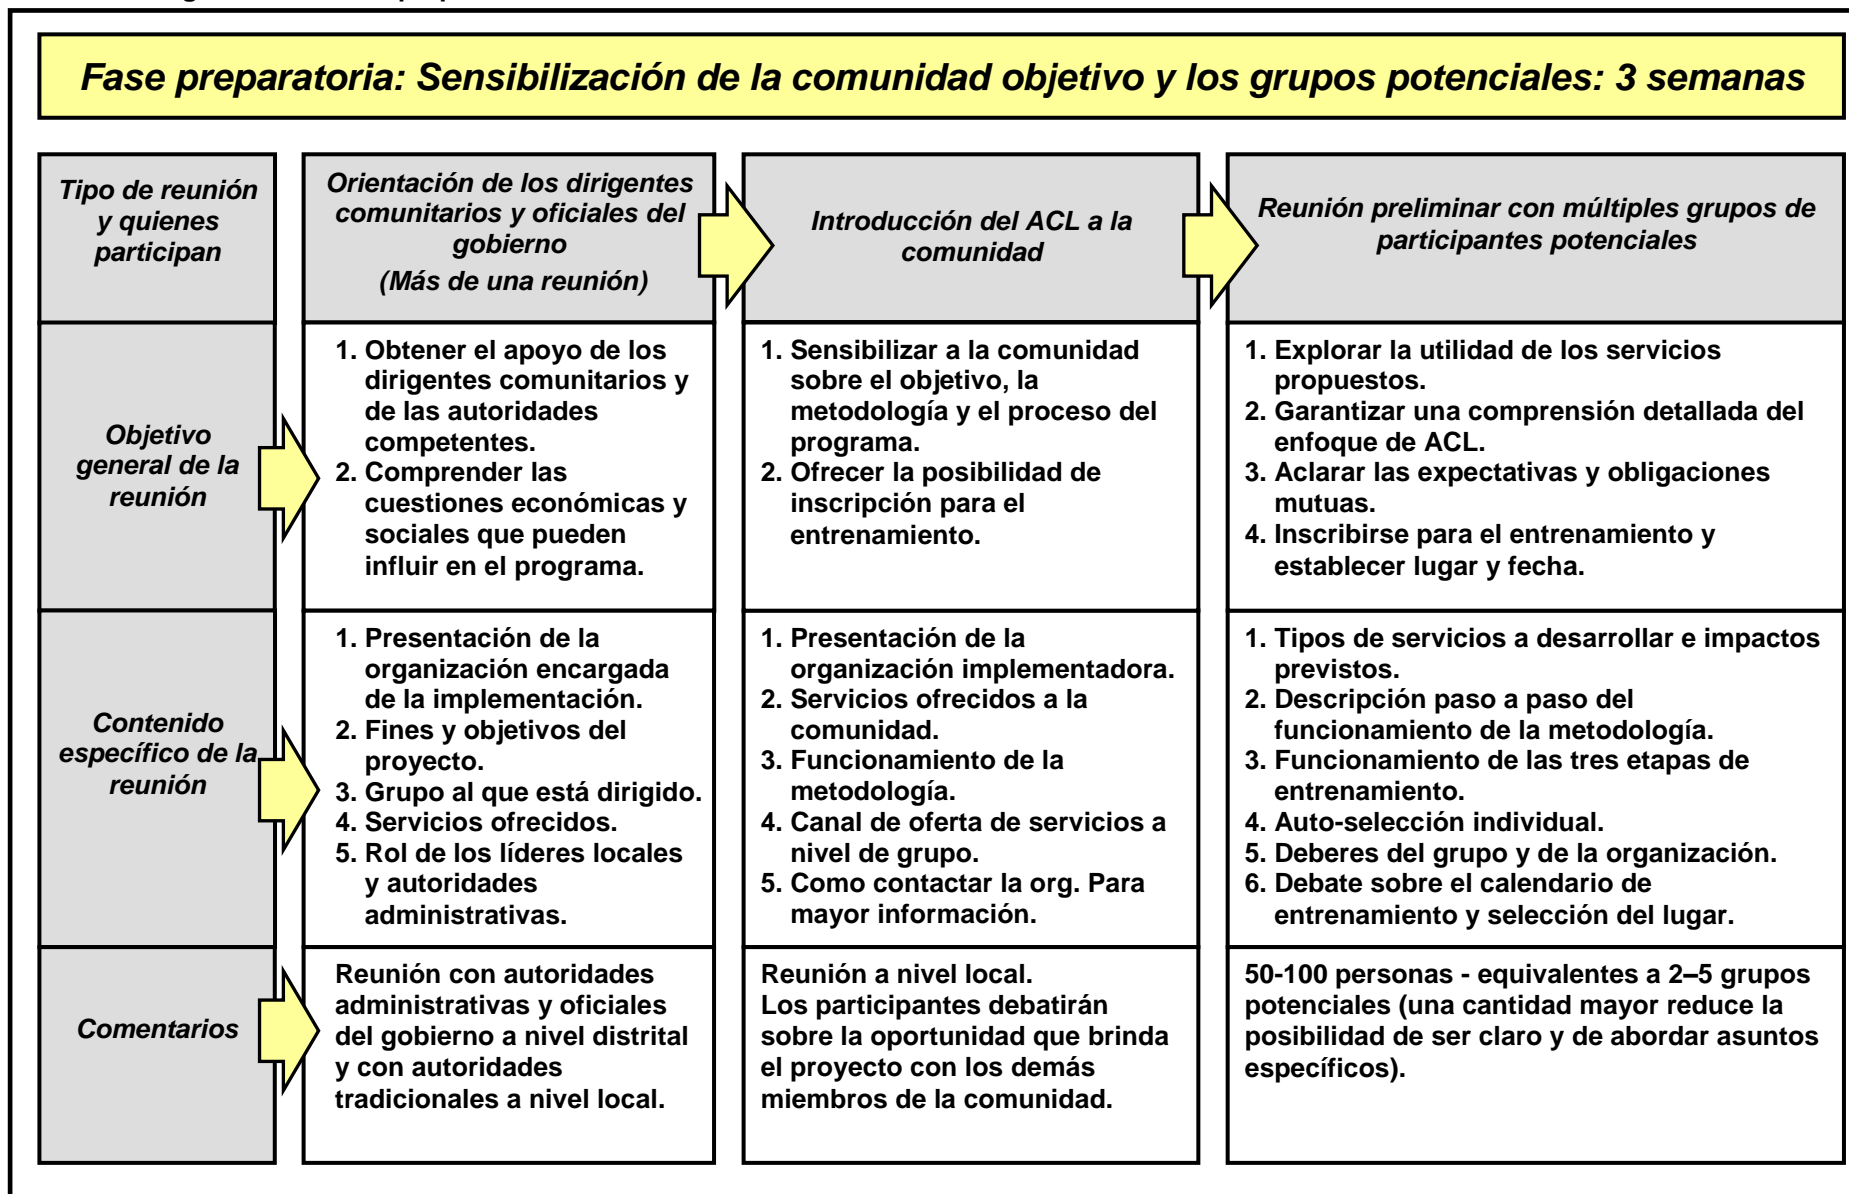 Fase preparatoria: Sensibilización de la comunidad objetivo y los grupos potenciales: 3 semanas
Tipo de reunión
y quienes
participan
Orientación de los dirigentes
comunitarios y oficiales del
gobierno
(Más de una reunión)
Introducción del ACL a la
comunidad
Reunión preliminar con múltiples grupos de
participantes potenciales
Objetivo
general de la
reunión
1. Obtener el apoyo de los
dirigentes comunitarios y
de las autoridades
competentes.
2. Comprender las
cuestiones económicas y
sociales que pueden
influir en el programa.
1. Sensibilizar a la comunidad
sobre el objetivo, la
metodología y el proceso del
programa.
2. Ofrecer la posibilidad de
inscripción para el
entrenamiento.
1. Explorar la utilidad de los servicios
propuestos.
2. Garantizar una comprensión detallada del
enfoque de ACL.
3. Aclarar las expectativas y obligaciones
mutuas.
4. Inscribirse para el entrenamiento y
establecer lugar y fecha.
Contenido
específico de la
reunión
1. Presentación de la
organización encargada
de la implementación.
2. Fines y objetivos del
proyecto.
3. Grupo al que está dirigido.
4. Servicios ofrecidos.
5. Rol de los líderes locales
y autoridades
administrativas.
1. Presentación de la
organización implementadora.
2. Servicios ofrecidos a la
comunidad.
3. Funcionamiento de la
metodología.
4. Canal de oferta de servicios a
nivel de grupo.
5. Como contactar la org. Para
mayor información.
1. Tipos de servicios a desarrollar e impactos
previstos.
2. Descripción paso a paso del
funcionamiento de la metodología.
3. Funcionamiento de las tres etapas de
entrenamiento.
4. Auto-selección individual.
5. Deberes del grupo y de la organización.
6. Debate sobre el calendario de
entrenamiento y selección del lugar.
Comentarios
Reunión con autoridades
administrativas y oficiales
del gobierno a nivel distrital
y con autoridades
tradicionales a nivel local.
Reunión a nivel local.
Los participantes debatirán
sobre la oportunidad que brinda
el proyecto con los demás
miembros de la comunidad.
50-100 personas - equivalentes a 2–5 grupos
potenciales (una cantidad mayor reduce la
posibilidad de ser claro y de abordar asuntos
específicos).